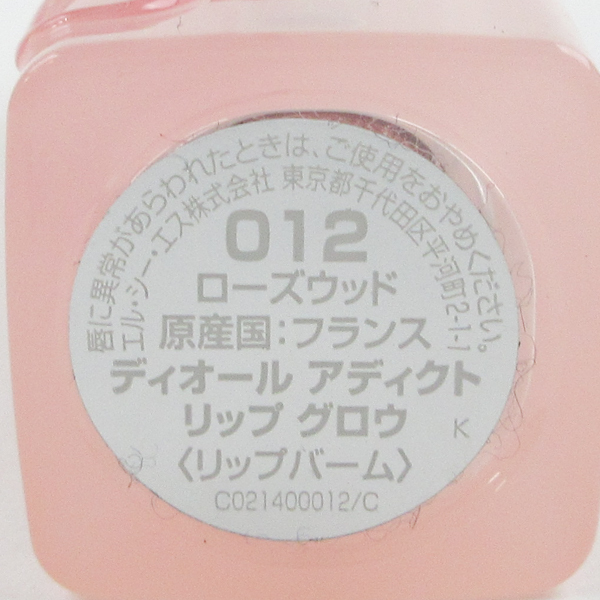 唇に異常があらわれたときは、ご使用をおやめください。
エル・シー・エス株式会社 東京都千代田区平河町2-1-1
012
ローズウッド
原産国：フランス
ディオール アディクト
リップ グロウ
K
〈リップバーム〉
C021400012/C